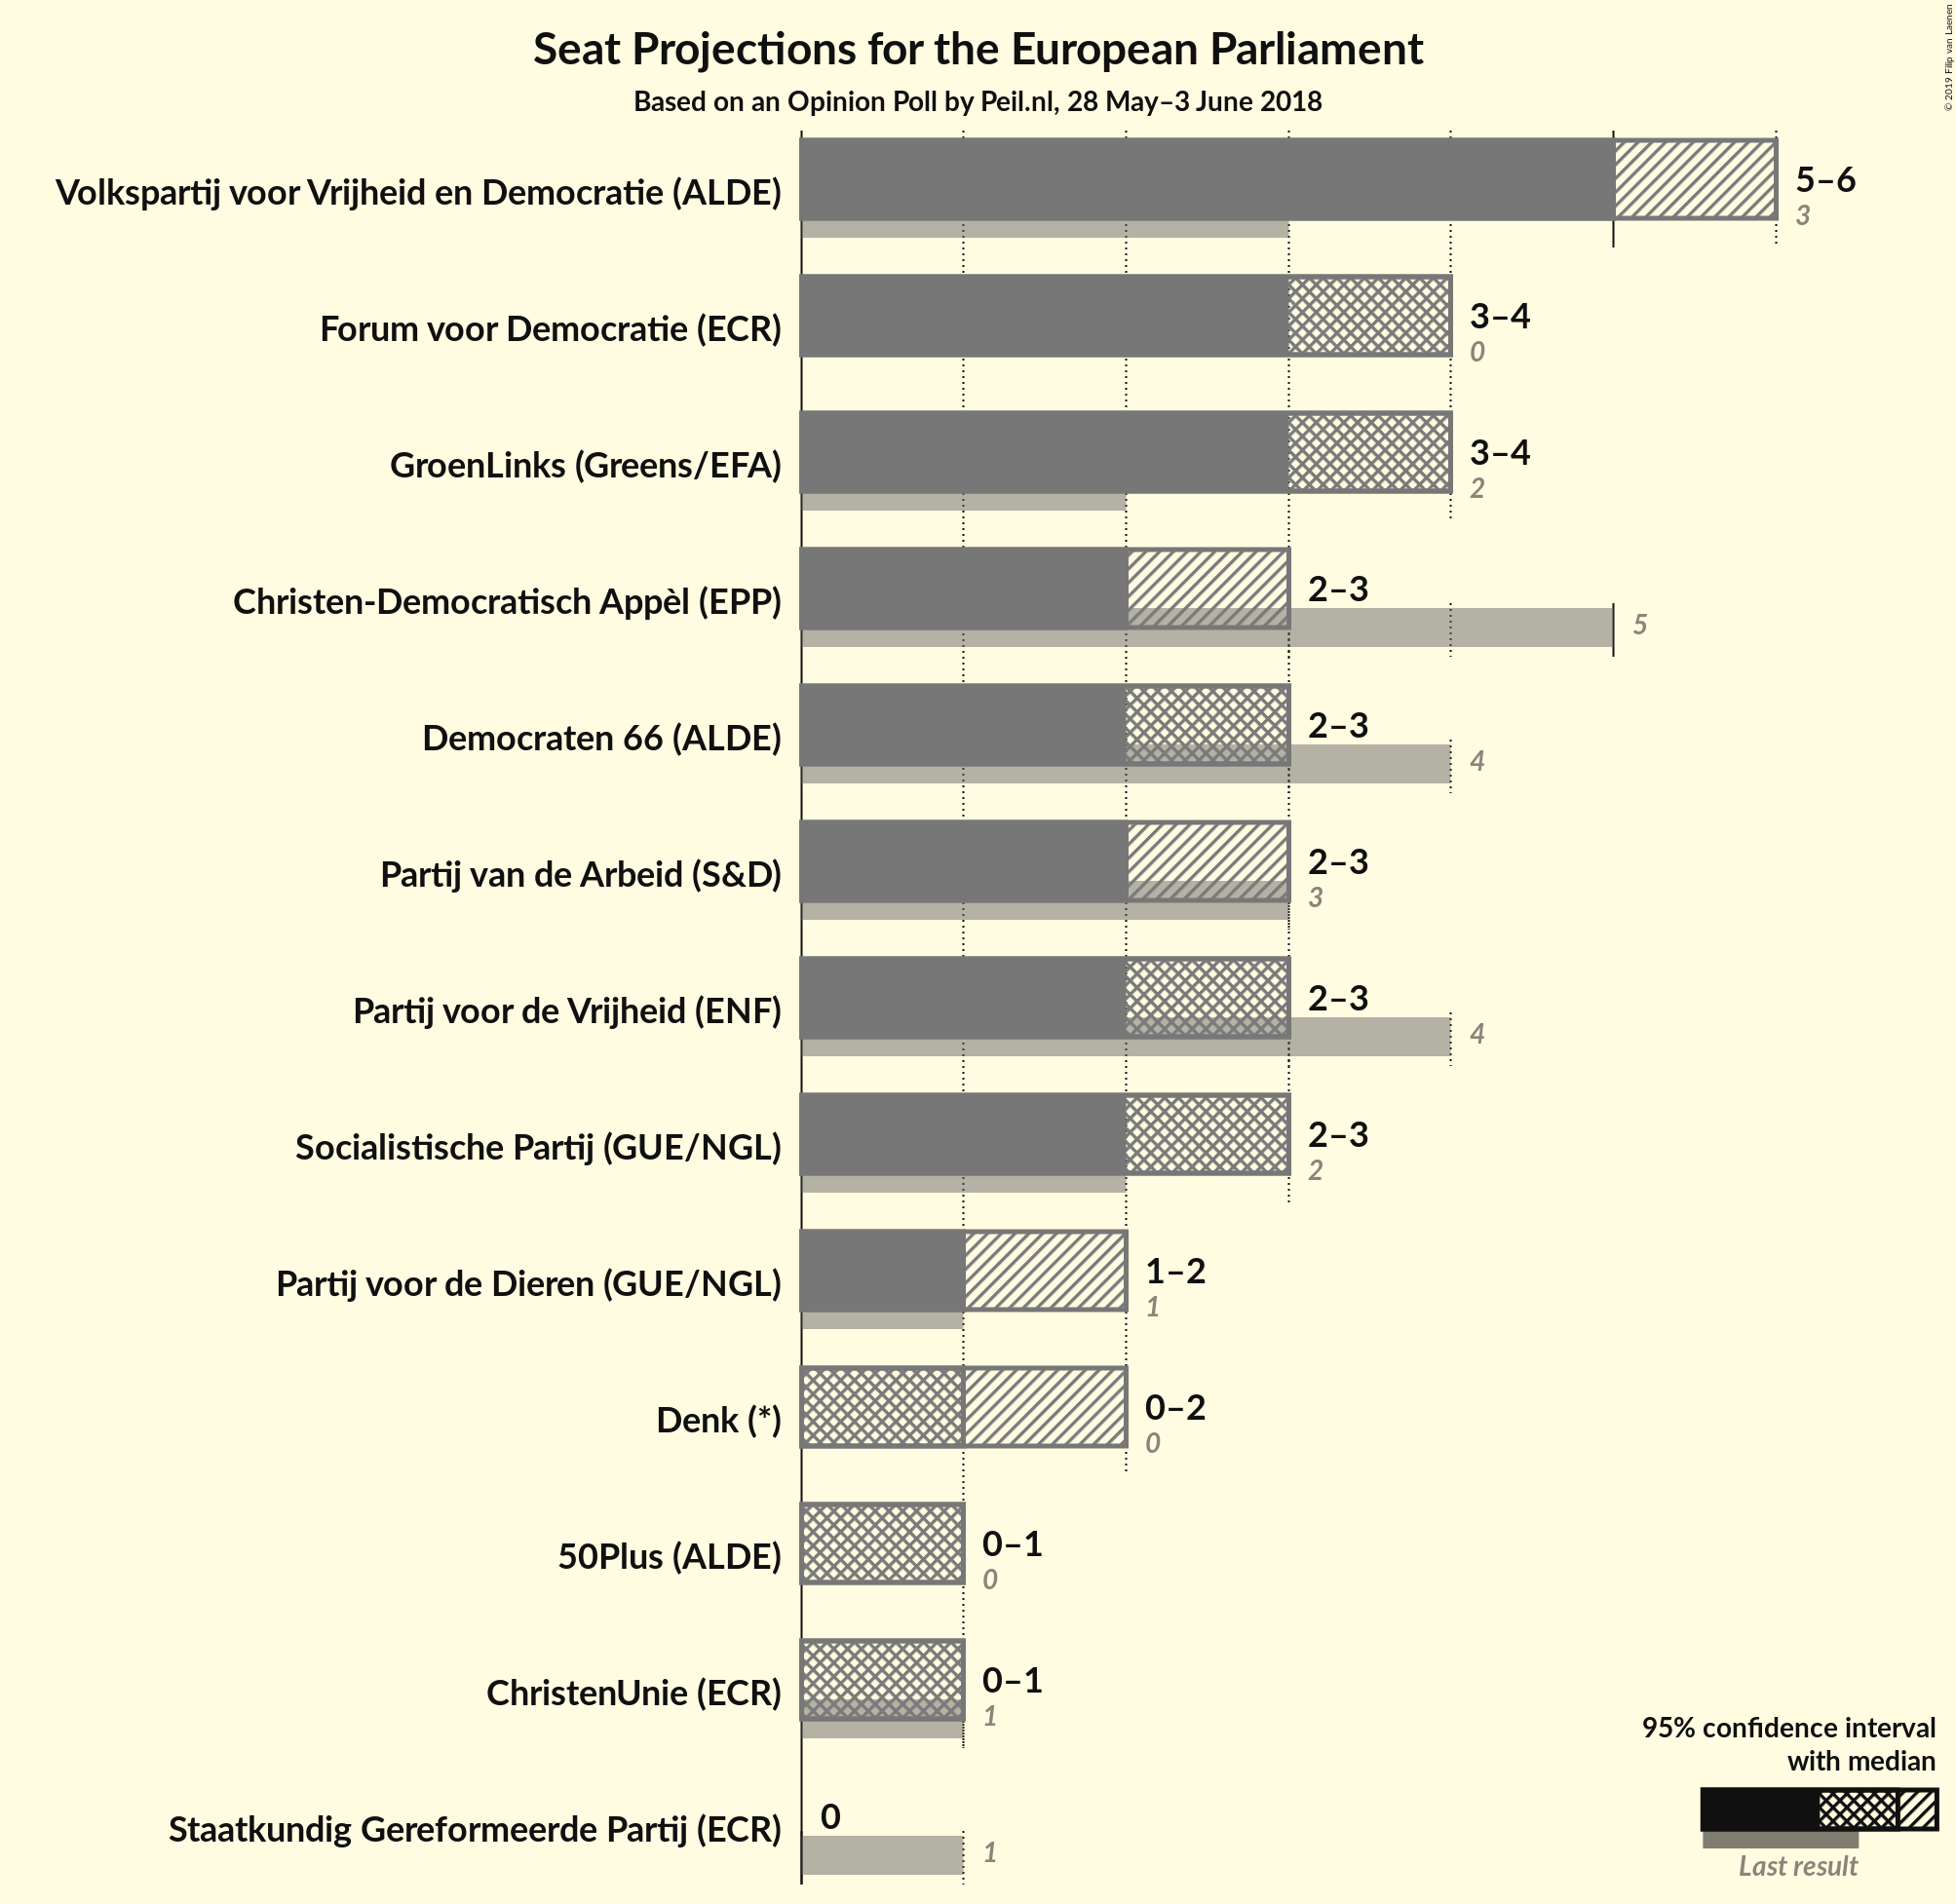 Seat Projections for the European Parliament
Based on an Opinion Poll by Peil.nl, 28 May–3 June 2018
© 2019 Filip van Laenen
Volkspartij voor Vrijheid en Democratie (ALDE)
5–6
3
Forum voor Democratie (ECR)
3–4
0
GroenLinks (Greens/EFA)
3–4
2
Christen-Democratisch Appèl (EPP)
2–3
5
Democraten 66 (ALDE)
2–3
4
Partij van de Arbeid (S&D)
2–3
3
Partij voor de Vrijheid (ENF)
2–3
4
Socialistische Partij (GUE/NGL)
2–3
2
Partij voor de Dieren (GUE/NGL)
1–2
1
Denk (*)
0–2
0
50Plus (ALDE)
0–1
0
ChristenUnie (ECR)
0–1
1
Staatkundig Gereformeerde Partij (ECR)
0
1
95% confidence interval
with median
Last result